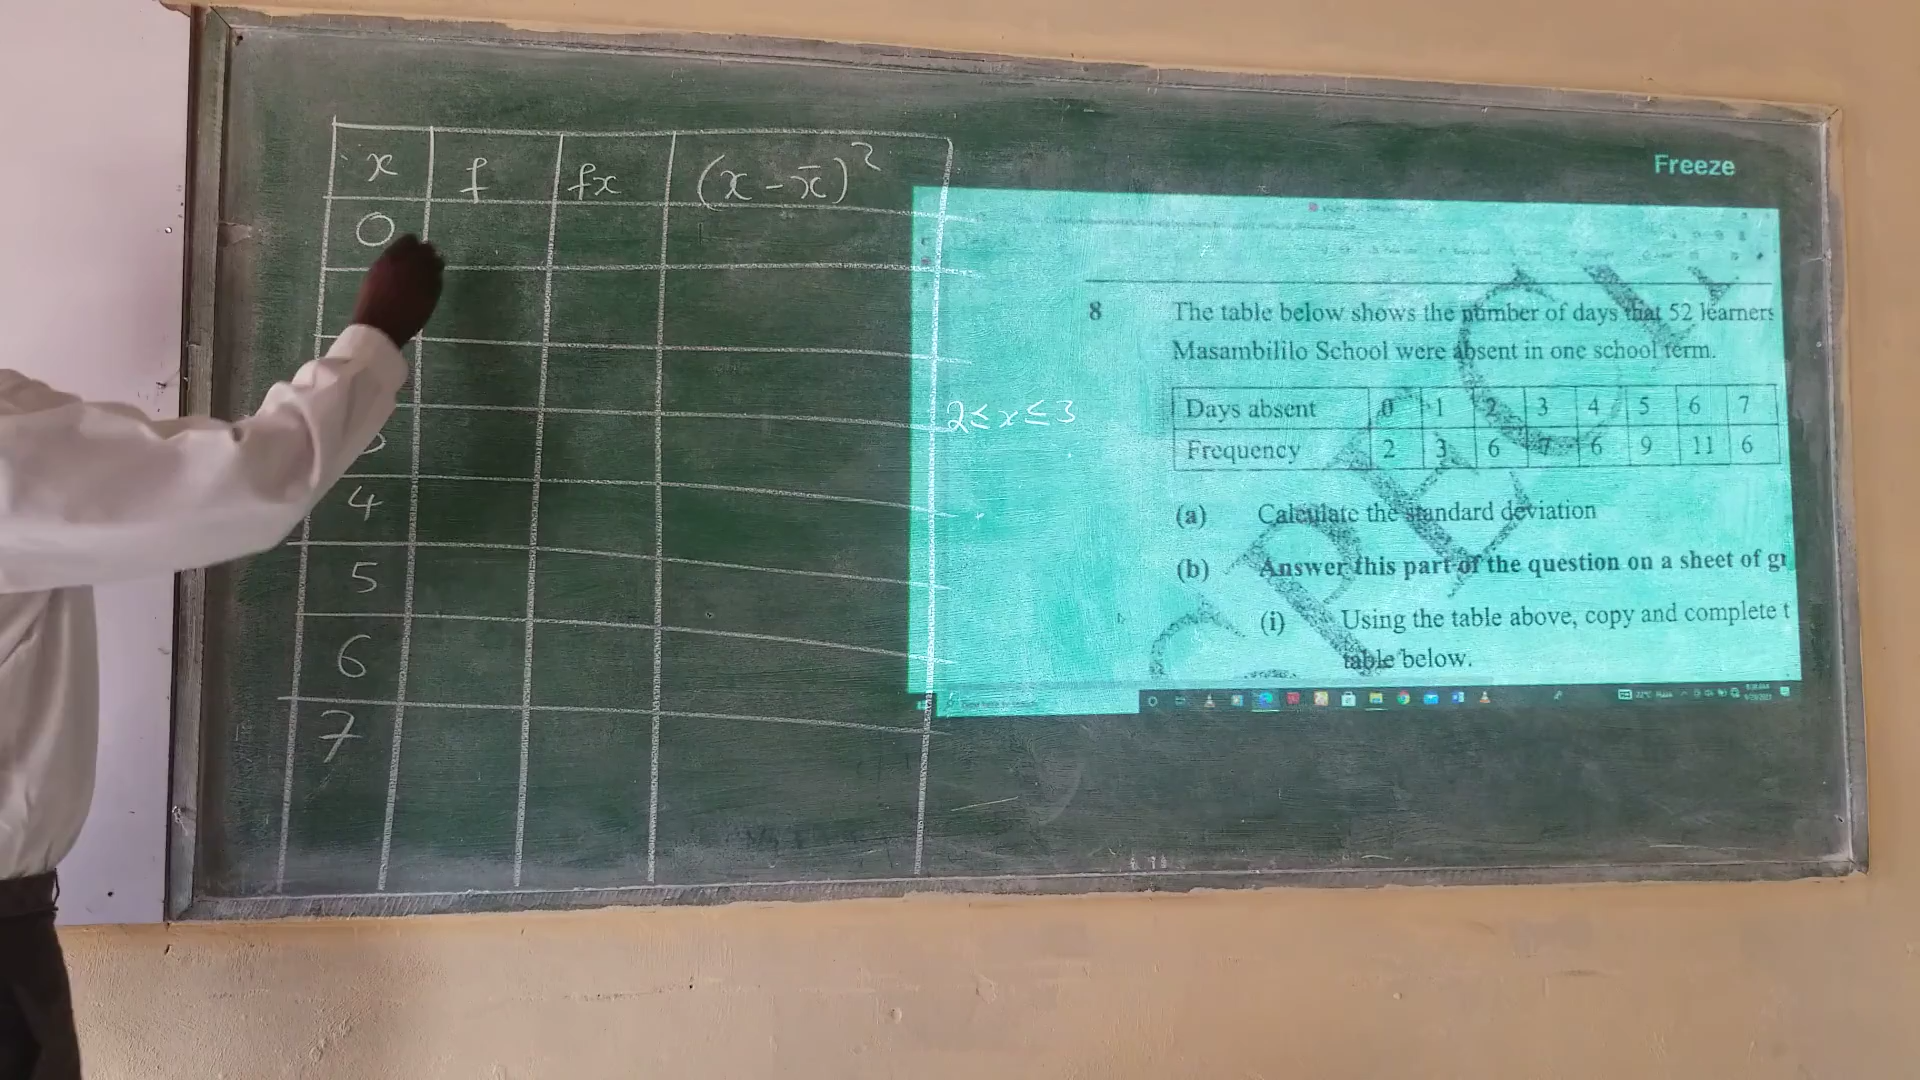 x f fx (x - x̄)²
0
4
5
6
7
2 ≤ x ≤ 3
Freeze
8 The table below shows the number of days that 52 learners
Masambililo School were absent in one school term.
Days absent 0 1 2 3 4 5 6 7
Frequency 2 3 6 7 6 9 11 6
(a) Calculate the standard deviation
(b) Answer this part of the question on a sheet of gr
(i) Using the table above, copy and complete t
table below.
SPECI